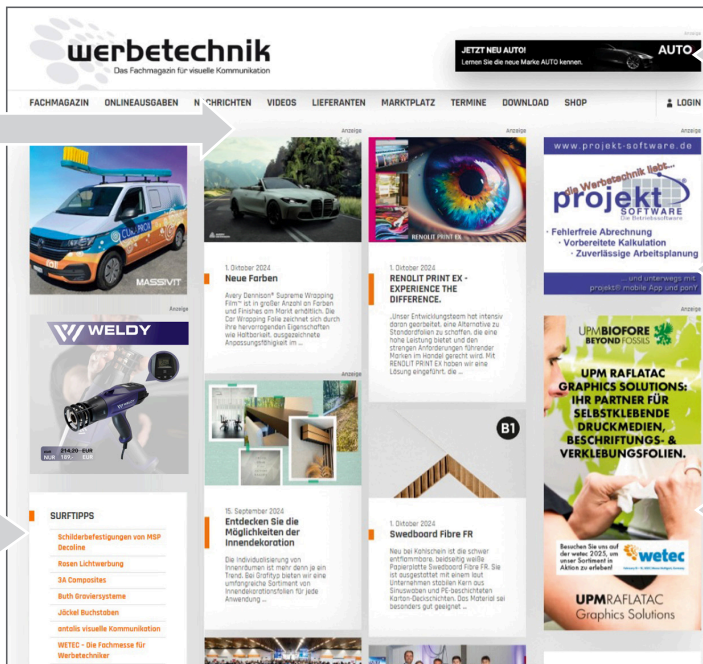 Anzeige
werbetechnik
Das Fachmagazin für visuelle Kommunikation
JETZT NEU AUTO!
Lernen Sie die neue Marke AUTO kennen.
AUTO
FACHMAGAZIN ONLINEAUSGABEN N CHRICHTEN VIDEOS LIEFERANTEN MARKTPLATZ TERMINE DOWNLOAD SHOP LOGIN
MASSIVIT
Anzeige
WELDY
214,20 EUR
NUR 189,- EUR
SURFTIPPS
Schilderbefestigungen von MSP
Decoline
Rosen Lichtwerbung
3A Composites
Buth Graviersysteme
Jäckel Buchstaben
antalis visuelle Kommunikation
WETEC – Die Fachmesse für
Werbetechniker
Anzeige
1. Oktober 2024
Neue Farben
Avery Dennison® Supreme Wrapping
Film™ ist in großer Anzahl an Farben
und Finishes am Markt erhältlich. Die
Car Wrapping Folie zeichnet sich durch
ihre hervorragenden Eigenschaften
wie Haltbarkeit, ausgezeichnete
Anpassungsfähigkeit im ...
Anzeige
15. September 2024
Entdecken Sie die
Möglichkeiten der
Innendekoration
Die Individualisierung von
Innenräumen ist mehr denn je ein
Trend. Bei Grafityp bieten wir eine
umfangreiche Sortiment von
Innendekorationsfolien für jede
Anwendung ...
Anzeige
RENOLIT PRINT EX
1. Oktober 2024
RENOLIT PRINT EX -
EXPERIENCE THE
DIFFERENCE.
„Unser Entwicklungsteam hat intensiv
daran gearbeitet, eine Alternative zu
Standardfolien zu schaffen, die eine
hohe Leistung bietet und den
strengen Anforderungen führender
Marken im Handel gerecht wird. Mit
RENOLIT PRINT EX haben wir eine
Lösung eingeführt, die ...
B1
1. Oktober 2024
Swedboard Fibre FR
Neu bei Kohlschein ist die schwer
entflammbare, beidseitig weiße
Papierplatte Swedboard Fibre FR. Sie
ist ausgestattet mit einem laut
Unternehmen stabilen Kern aus
Sinuswaben und PE-beschichteten
Karton-Deckschichten. Das Material sei
besonders gut geeignet ...
Anzeige
www.projekt-software.de
die Werbetechnik liebt...
projekt®
SOFTWARE
Die Betriebssoftware
· Fehlerfreie Abrechnung
· Vorbereitete Kalkulation
· Zuverlässige Arbeitsplanung
... und unterwegs mit
projekt® mobile App und ponY
Anzeige
UPMBIOFORE
BEYOND FOSSILS
UPM RAFLATAC
GRAPHICS SOLUTIONS:
IHR PARTNER FÜR
SELBSTKLEBENDE
DRUCKMEDIEN,
BESCHRIFTUNGS- &
VERKLEBUNGSFOLIEN.
Besuchen Sie uns auf
der wetec 2025, um
unser Sortiment in
Aktion zu erleben!
wetec
UPMRAFLATAC
Graphics Solutions